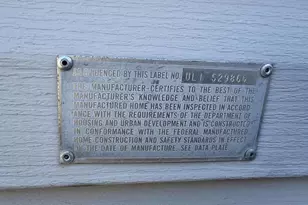 AS EVIDENCED BY THIS LABEL NO. ULI 529804
THE MANUFACTURER CERTIFIES TO THE BEST OF THE
MANUFACTURER'S KNOWLEDGE AND BELIEF THAT THIS
MANUFACTURED HOME HAS BEEN INSPECTED IN ACCORD
ANCE WITH THE REQUIREMENTS OF THE DEPARTMENT OF
HOUSING AND URBAN DEVELOPMENT AND IS CONSTRUCTED
IN CONFORMANCE WITH THE FEDERAL MANUFACTURED
HOME CONSTRUCTION AND SAFETY STANDARDS IN EFFECT
ON THE DATE OF MANUFACTURE. SEE DATA PLATE.